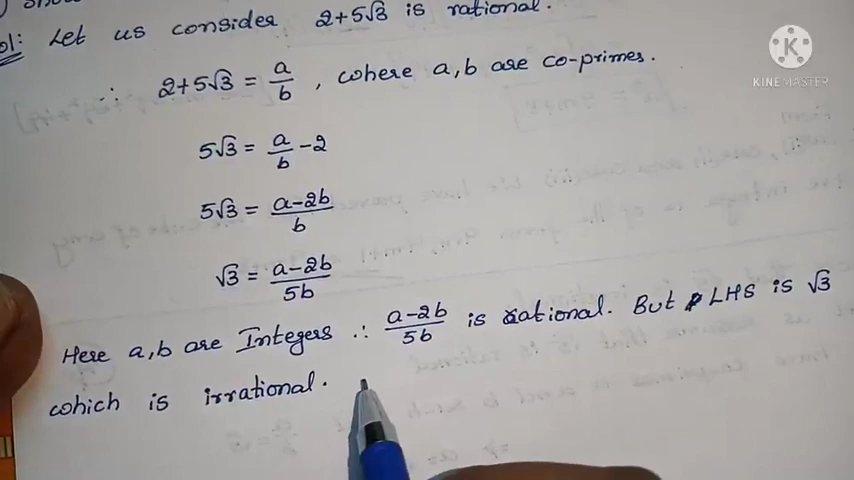 Sol: Let us consider 2+5√3 is rational.
∴ 2+5√3 = a/b , where a,b are co-primes.
5√3 = a/b - 2
5√3 = a-2b/b
√3 = a-2b/5b
Here a,b are Integers ∴ a-2b/5b is rational. But LHS is √3
which is irrational.
KINEMASTER